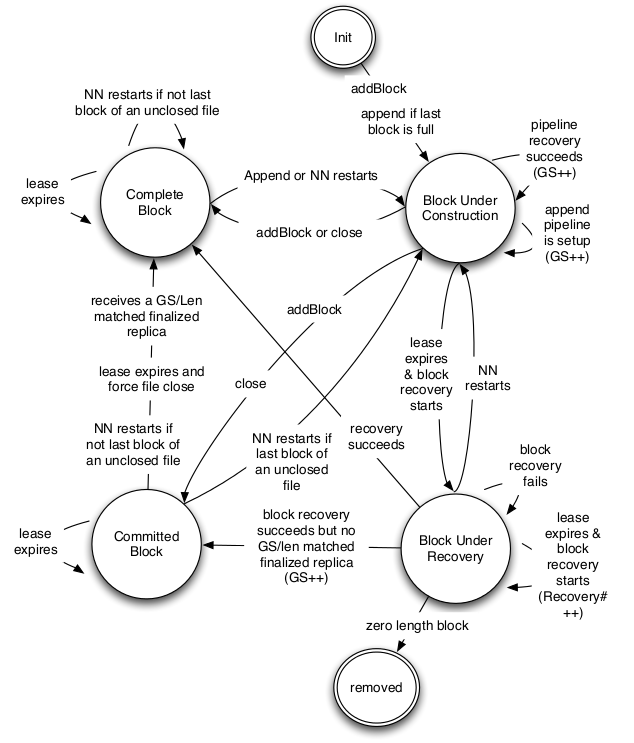 Init
addBlock
append if last
block is full
NN restarts if not last
block of an unclosed file
pipeline
recovery
succeeds
(GS++)
lease
expires
Complete
Block
Append or NN restarts
Block Under
Construction
addBlock or close
append
pipeline
is setup
(GS++)
receives a GS/Len
matched finalized
replica
addBlock
lease expires and
force file close
close
lease
expires
& block
recovery
starts
NN
restarts
NN restarts if
not last block of
an unclosed file
NN restarts if
last block of
an unclosed
file
recovery
succeeds
block
recovery
fails
lease
expires
Committed
Block
block recovery
succeeds but no
GS/len matched
finalized replica
(GS++)
Block Under
Recovery
lease
expires &
block
recovery
starts
(Recovery#
++)
zero length block
removed